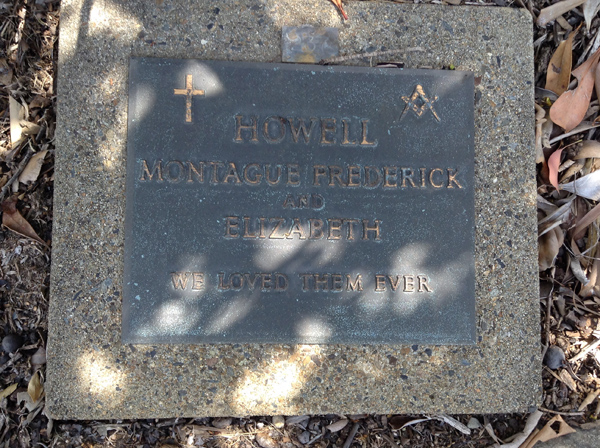 HOWELL
MONTAGUE FREDERICK
AND
ELIZABETH
WE LOVED THEM EVER